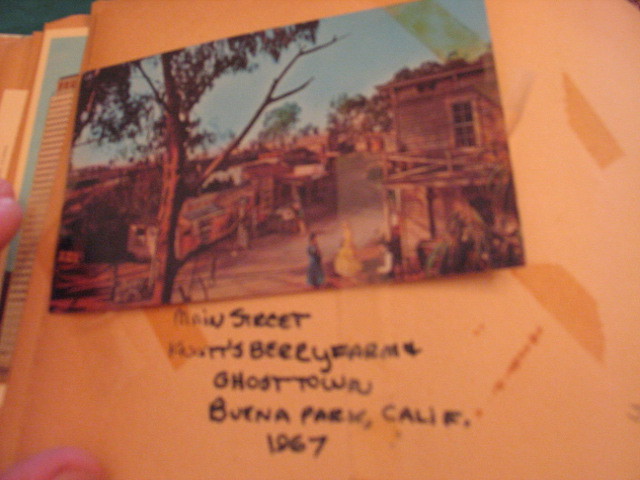 Main Street
Knott's Berry Farm &
Ghost Town
Buena Park, Calif.
1967